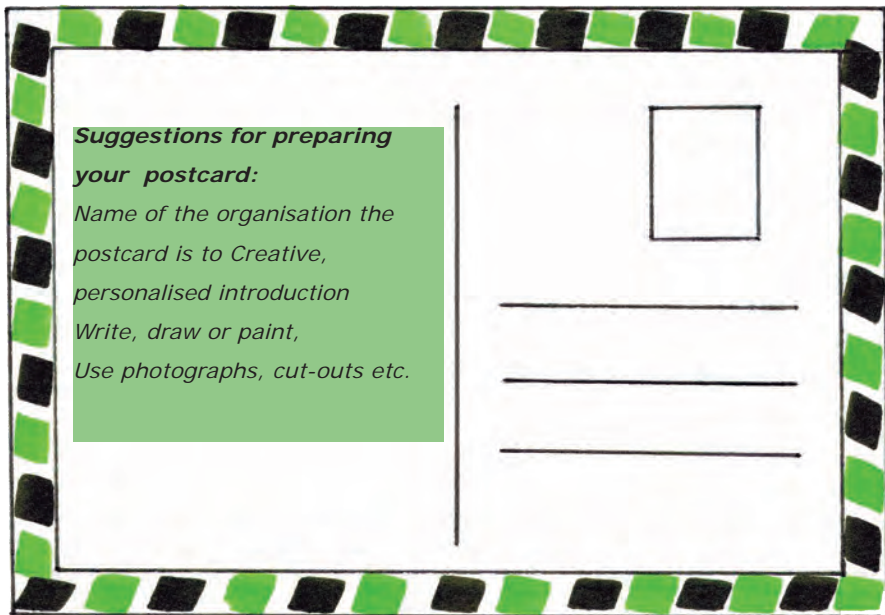 Suggestions for preparing
your postcard:
Name of the organisation the
postcard is to Creative,
personalised introduction
Write, draw or paint,
Use photographs, cut-outs etc.